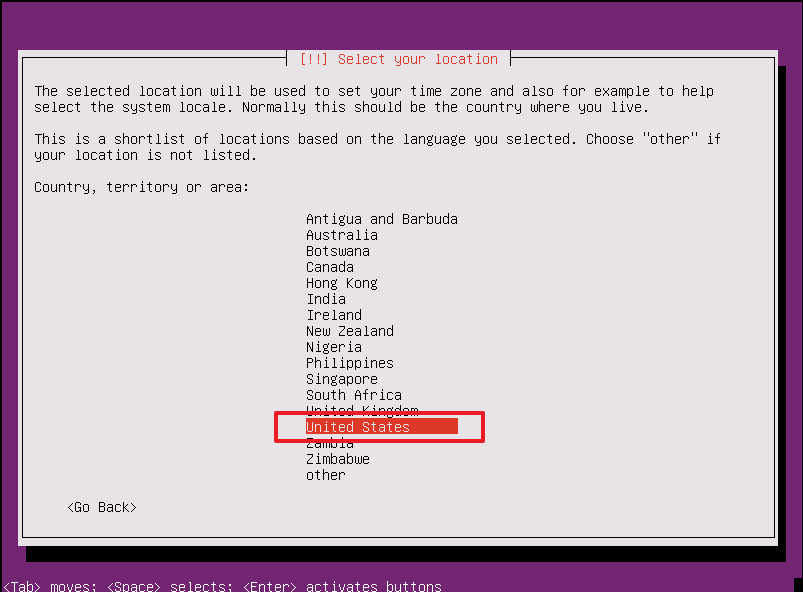 [!!] Select your location
The selected location will be used to set your time zone and also for example to help
select the system locale. Normally this should be the country where you live.
This is a shortlist of locations based on the language you selected. Choose "other" if
your location is not listed.
Country, territory or area:
Antigua and Barbuda
Australia
Botswana
Canada
Hong Kong
India
Ireland
New Zealand
Nigeria
Philippines
Singapore
South Africa
United Kingdom
United States
Zambia
Zimbabwe
other
<Go Back>
<Tab> moves; <Space> selects; <Enter> activates buttons